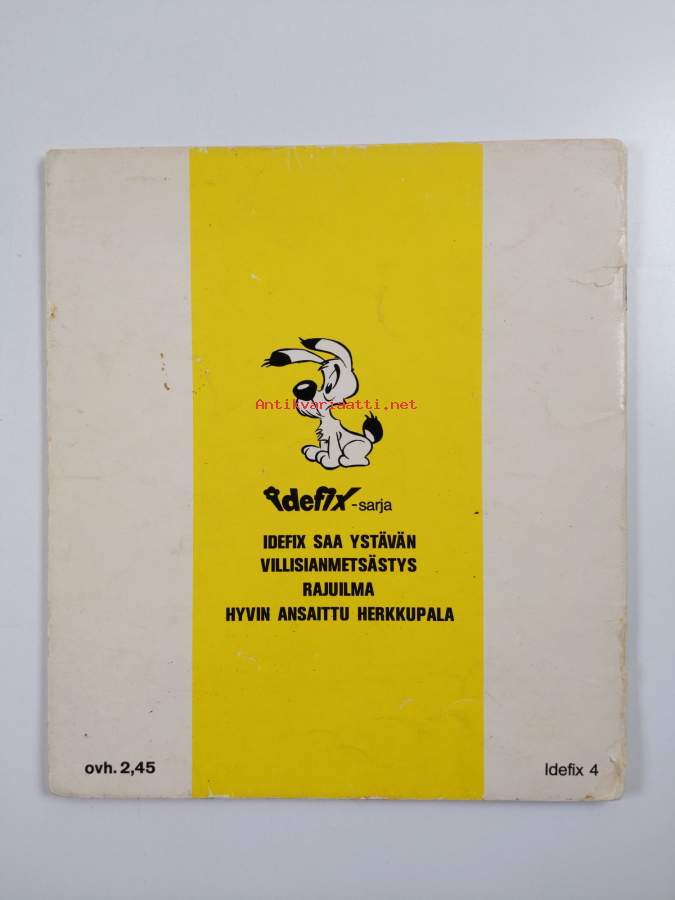 Antikvariaatti.net
idefix -sarja
IDEFIX SAA YSTÄVÄN
VILLISIANMETSÄSTYS
RAJUILMA
HYVIN ANSAITTU HERKKUPALA
ovh. 2,45
Idefix 4